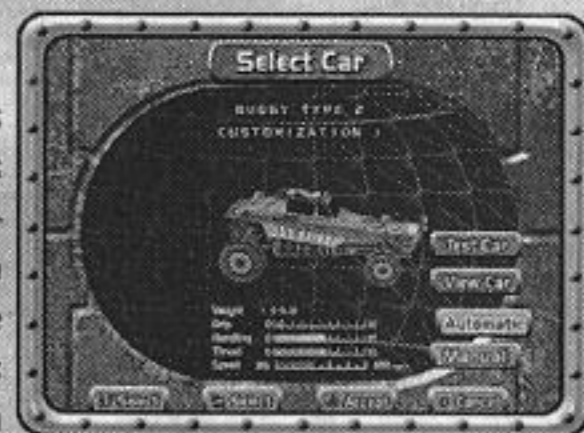 Select Car
BUGGY TYPE 2
CUSTOMIZATION 1
Test Car
View Car
Automatic
Manual
Weight
Grip
Handling
Thrust
Speed
Select
Accept
Cancel